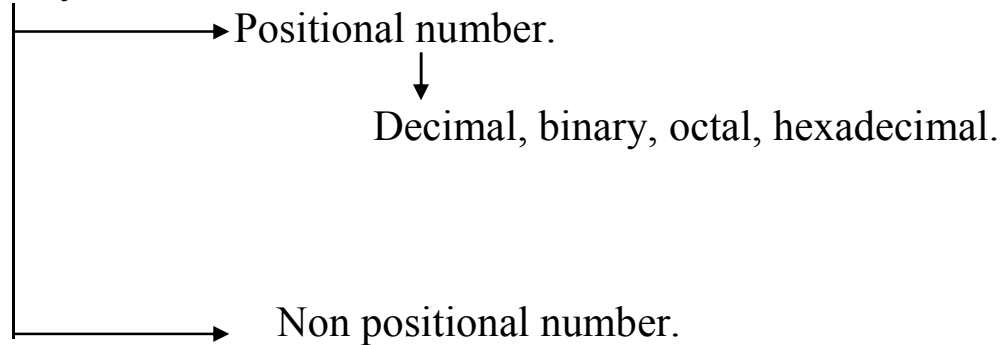 Positional number.
Decimal, binary, octal, hexadecimal.
Non positional number.